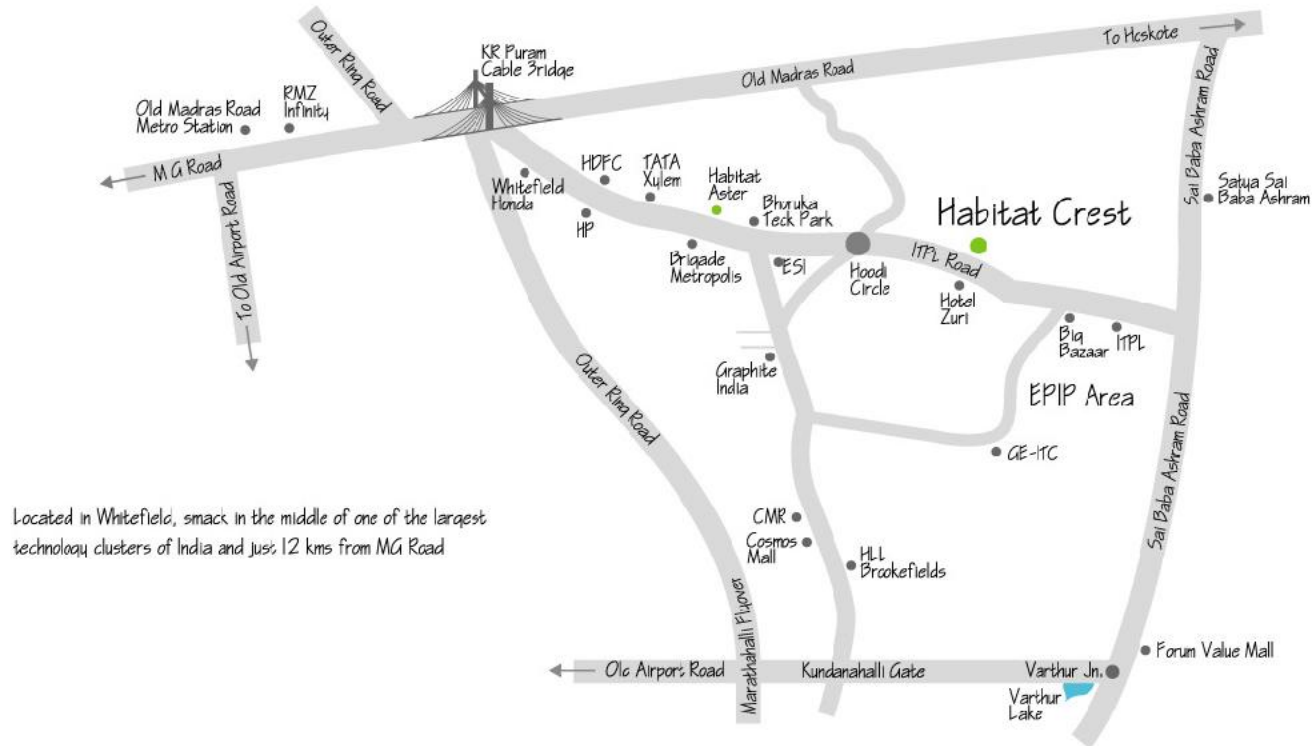 Outer Ring Road
KR Puram
Cable Bridge
To Hoskote
Old Madras Road
RMZ
Infinity
Old Madras Road
Metro Station
M G Road
To Old Airport Road
Whitefield
Honda
HDFC
HP
TATA
Xylem
Habitat
Aster
Bhoruka
Teck Park
Brigade
Metropolis
ESI
Hoodi
Circle
Habitat Crest
ITPL Road
Hotel
Zuri
Sai Baba Ashram Road
Satya Sai
Baba Ashram
Big
Bazaar
ITPL
Graphite
India
EPIP Area
Outer Ring Road
GE-ITC
Sai Baba Ashram Road
Located in Whitefield, smack in the middle of one of the largest
technology clusters of India and just 12 kms from MG Road
CMR
Cosmos
Mall
HLL
Brookefields
Marathahalli Flyover
Old Airport Road
Kundanahalli Gate
Varthur Jn.
Forum Value Mall
Varthur
Lake